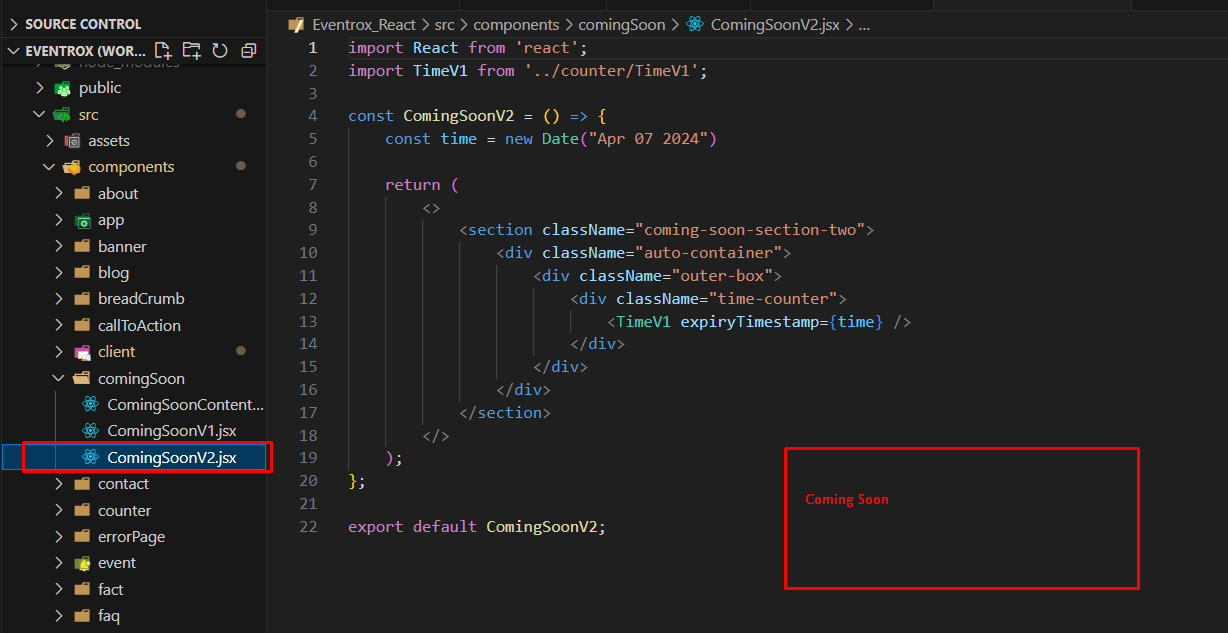 SOURCE CONTROL
EVENTROX (WOR...
node_modules
public
src
assets
components
about
app
banner
blog
breadCrumb
callToAction
client
comingSoon
ComingSoonContent...
ComingSoonV1.jsx
ComingSoonV2.jsx
contact
counter
errorPage
event
fact
faq
Eventrox_React > src > components > comingSoon > ComingSoonV2.jsx > ...
1 import React from 'react';
2 import TimeV1 from '../counter/TimeV1';
3
4 const ComingSoonV2 = () => {
5 const time = new Date("Apr 07 2024")
6
7 return (
8 <>
9 <section className="coming-soon-section-two">
10 <div className="auto-container">
11 <div className="outer-box">
12 <div className="time-counter">
13 <TimeV1 expiryTimestamp={time} />
14 </div>
15 </div>
16 </div>
17 </section>
18 </>
19 );
20 };
21
22 export default ComingSoonV2;
Coming Soon